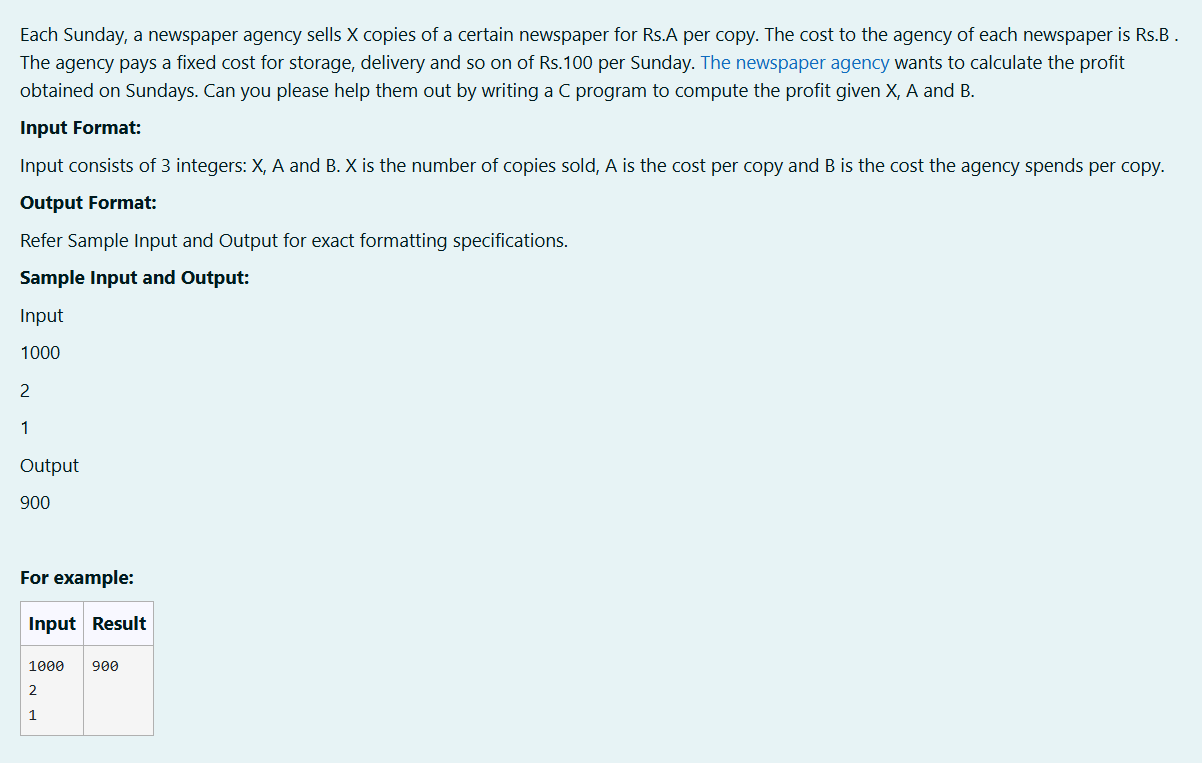 Each Sunday, a newspaper agency sells X copies of a certain newspaper for Rs.A per copy. The cost to the agency of each newspaper is Rs.B .
The agency pays a fixed cost for storage, delivery and so on of Rs.100 per Sunday. The newspaper agency wants to calculate the profit
obtained on Sundays. Can you please help them out by writing a C program to compute the profit given X, A and B.
Input Format:
Input consists of 3 integers: X, A and B. X is the number of copies sold, A is the cost per copy and B is the cost the agency spends per copy.
Output Format:
Refer Sample Input and Output for exact formatting specifications.
Sample Input and Output:
Input
1000
2
1
Output
900
For example:
Input Result
1000 900
2
1